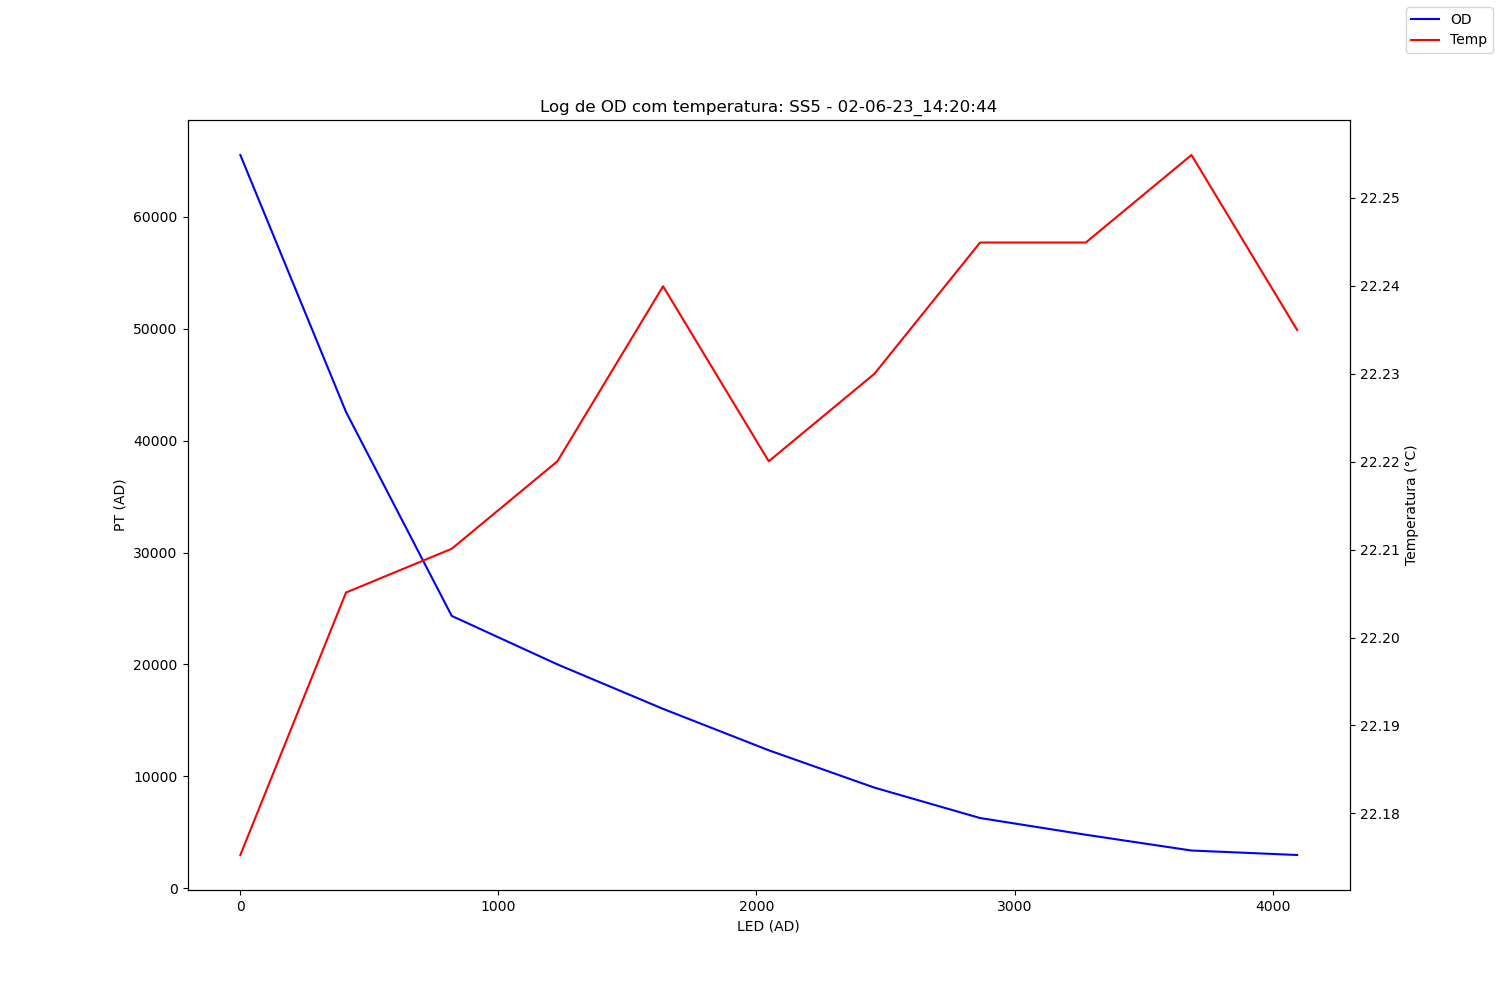 OD
Temp
Log de OD com temperatura: SS5 - 02-06-23_14:20:44
PT (AD)
60000
50000
40000
30000
20000
10000
0
22.25
22.24
22.23
22.22
22.21
22.20
22.19
22.18
Temperatura (°C)
0 1000 2000 3000 4000
LED (AD)